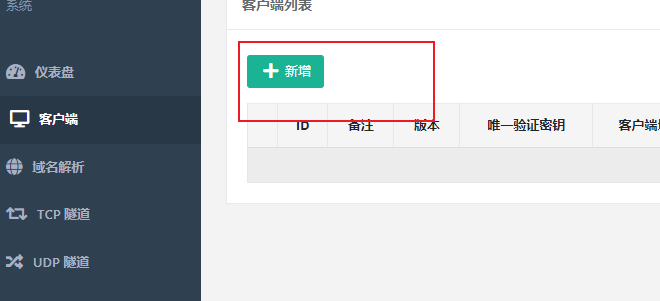 系统
仪表盘
客户端
域名解析
TCP 隧道
UDP 隧道
客户端列表
新增
ID 备注 版本 唯一验证密钥 客户端